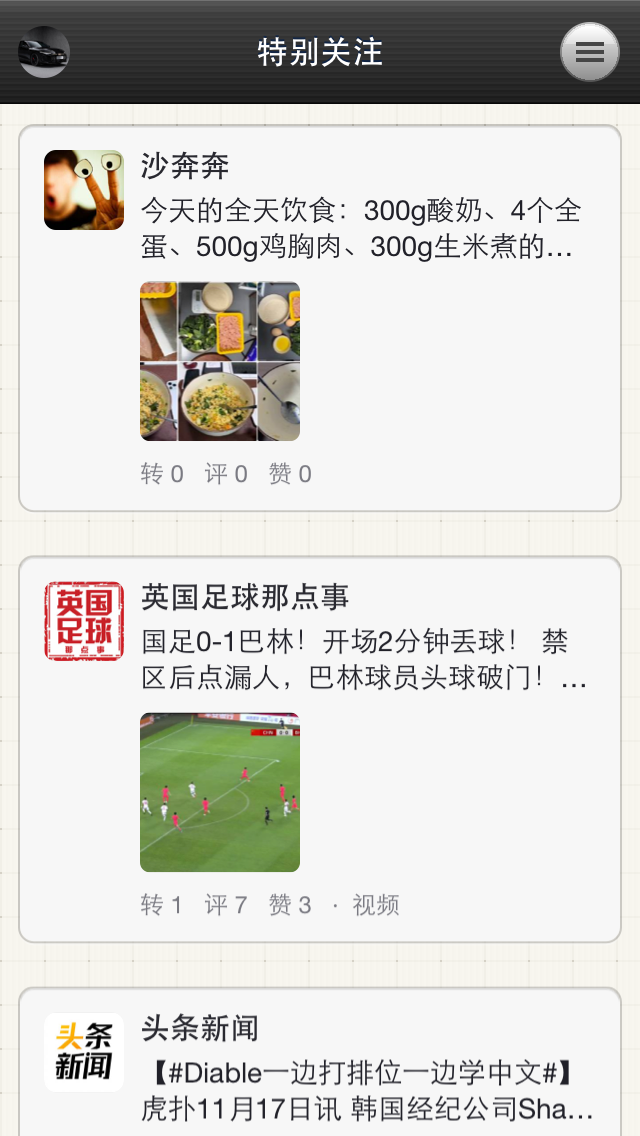 特别关注
沙奔奔
今天的全天饮食：300g酸奶、4个全
蛋、500g鸡胸肉、300g生米煮的…
转 0 评 0 赞 0
英国
足球
那点事
英国足球那点事
国足0-1巴林！开场2分钟丢球！ 禁
区后点漏人，巴林球员头球破门！…
转 1 评 7 赞 3 · 视频
头条
新闻
头条新闻
【#Diable一边打排位一边学中文#】
虎扑11月17日讯 韩国经纪公司Sha…